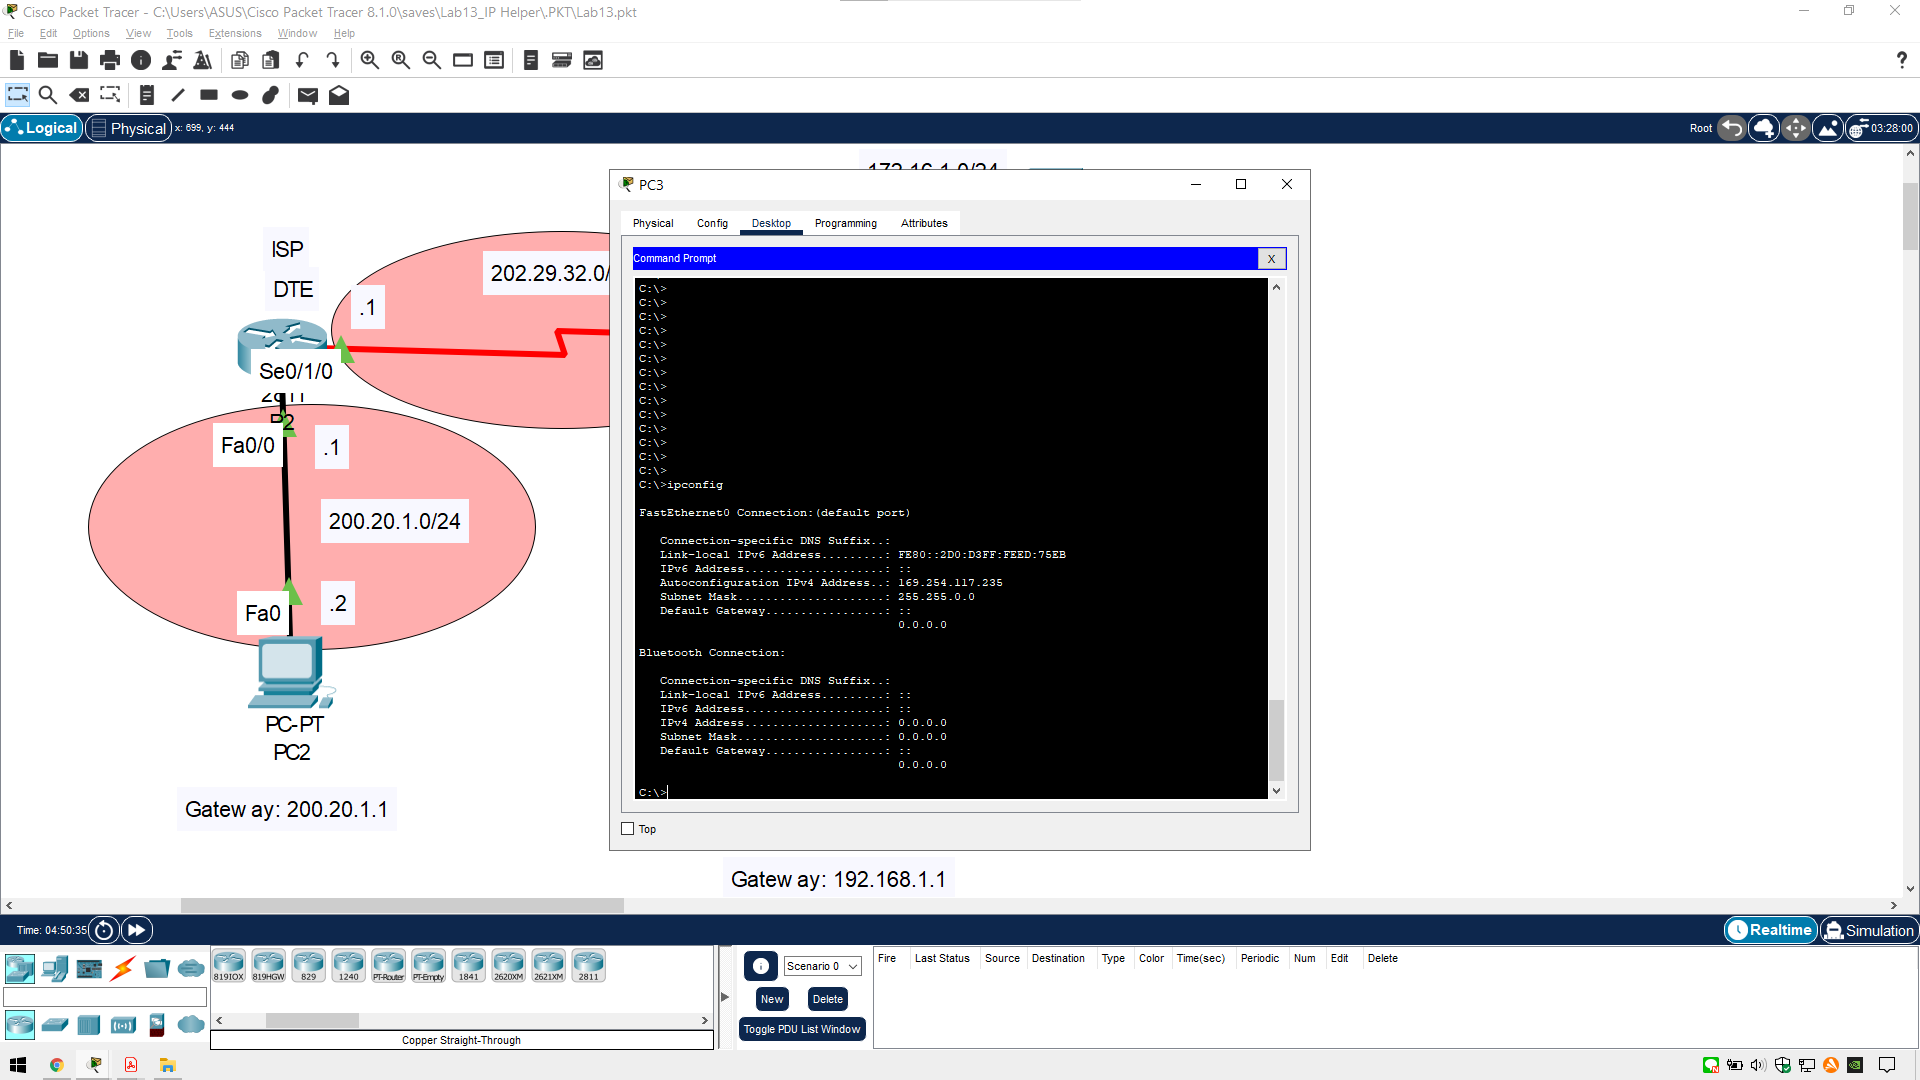 Cisco Packet Tracer - C:\Users\ASUS\Cisco Packet Tracer 8.1.0\saves\Lab13_IP Helper\.PKT\Lab13.pkt
File Edit Options View Tools Extensions Window Help
?
Logical Physical x: 699, y: 444 Root 03:28:00
172.16.1.0/24
PC3
Physical Config Desktop Programming Attributes
Command Prompt X
C:\>
C:\>
C:\>
C:\>
C:\>
C:\>
C:\>
C:\>
C:\>
C:\>
C:\>
C:\>
C:\>
C:\>
C:\>ipconfig
FastEthernet0 Connection:(default port)
Connection-specific DNS Suffix..:
Link-local IPv6 Address.........: FE80::2D0:D3FF:FEED:75EB
IPv6 Address....................: ::
Autoconfiguration IPv4 Address..: 169.254.117.235
Subnet Mask.....................: 255.255.0.0
Default Gateway.................: ::
0.0.0.0
Bluetooth Connection:
Connection-specific DNS Suffix..:
Link-local IPv6 Address.........: ::
IPv6 Address....................: ::
IPv4 Address....................: 0.0.0.0
Subnet Mask.....................: 0.0.0.0
Default Gateway.................: ::
0.0.0.0
C:\>
Top
ISP
DTE
202.29.32.0/
.1
Se0/1/0
2811
R2
Fa0/0
.1
200.20.1.0/24
Fa0
.2
PC-PT
PC2
Gatew ay: 200.20.1.1
Gatew ay: 192.168.1.1
Time: 04:50:35 Realtime Simulation
819IOX 819HGW 829 1240 PT-Router PT-Empty 1841 2620XM 2621XM 2811
Copper Straight-Through
Scenario 0
New Delete
Toggle PDU List Window
Fire Last Status Source Destination Type Color Time(sec) Periodic Num Edit Delete